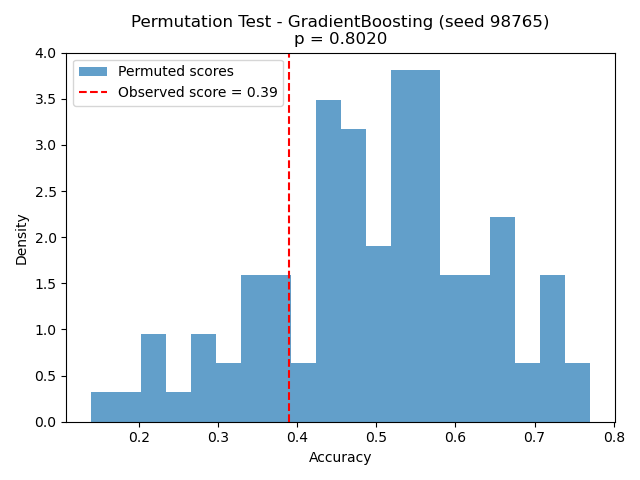 Permutation Test - GradientBoosting (seed 98765)
p = 0.8020
Permuted scores
Observed score = 0.39
Density
4.0
3.5
3.0
2.5
2.0
1.5
1.0
0.5
0.0
0.2 0.3 0.4 0.5 0.6 0.7 0.8
Accuracy